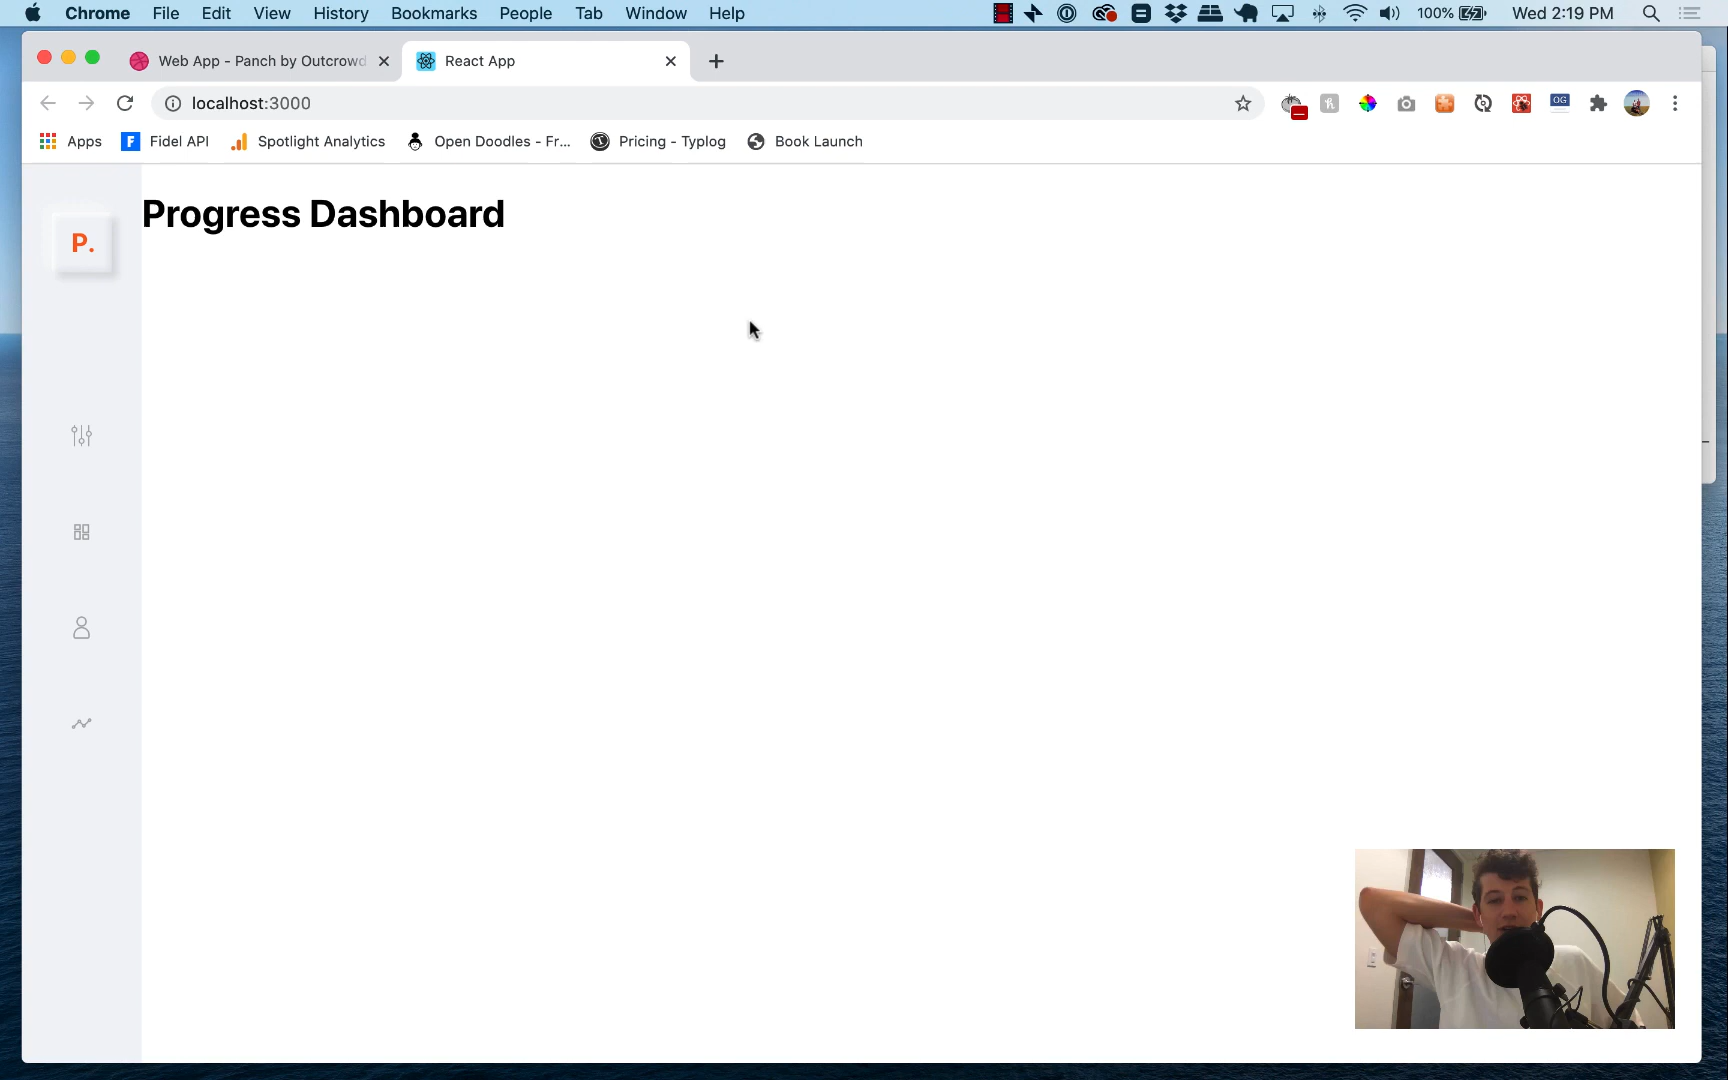 Chrome File Edit View History Bookmarks People Tab Window Help 100% Wed 2:19 PM
Web App - Panch by Outcrowd React App
localhost:3000 OG
Apps F Fidel API Spotlight Analytics Open Doodles - Fr... Pricing - Typlog Book Launch
Progress Dashboard
P.